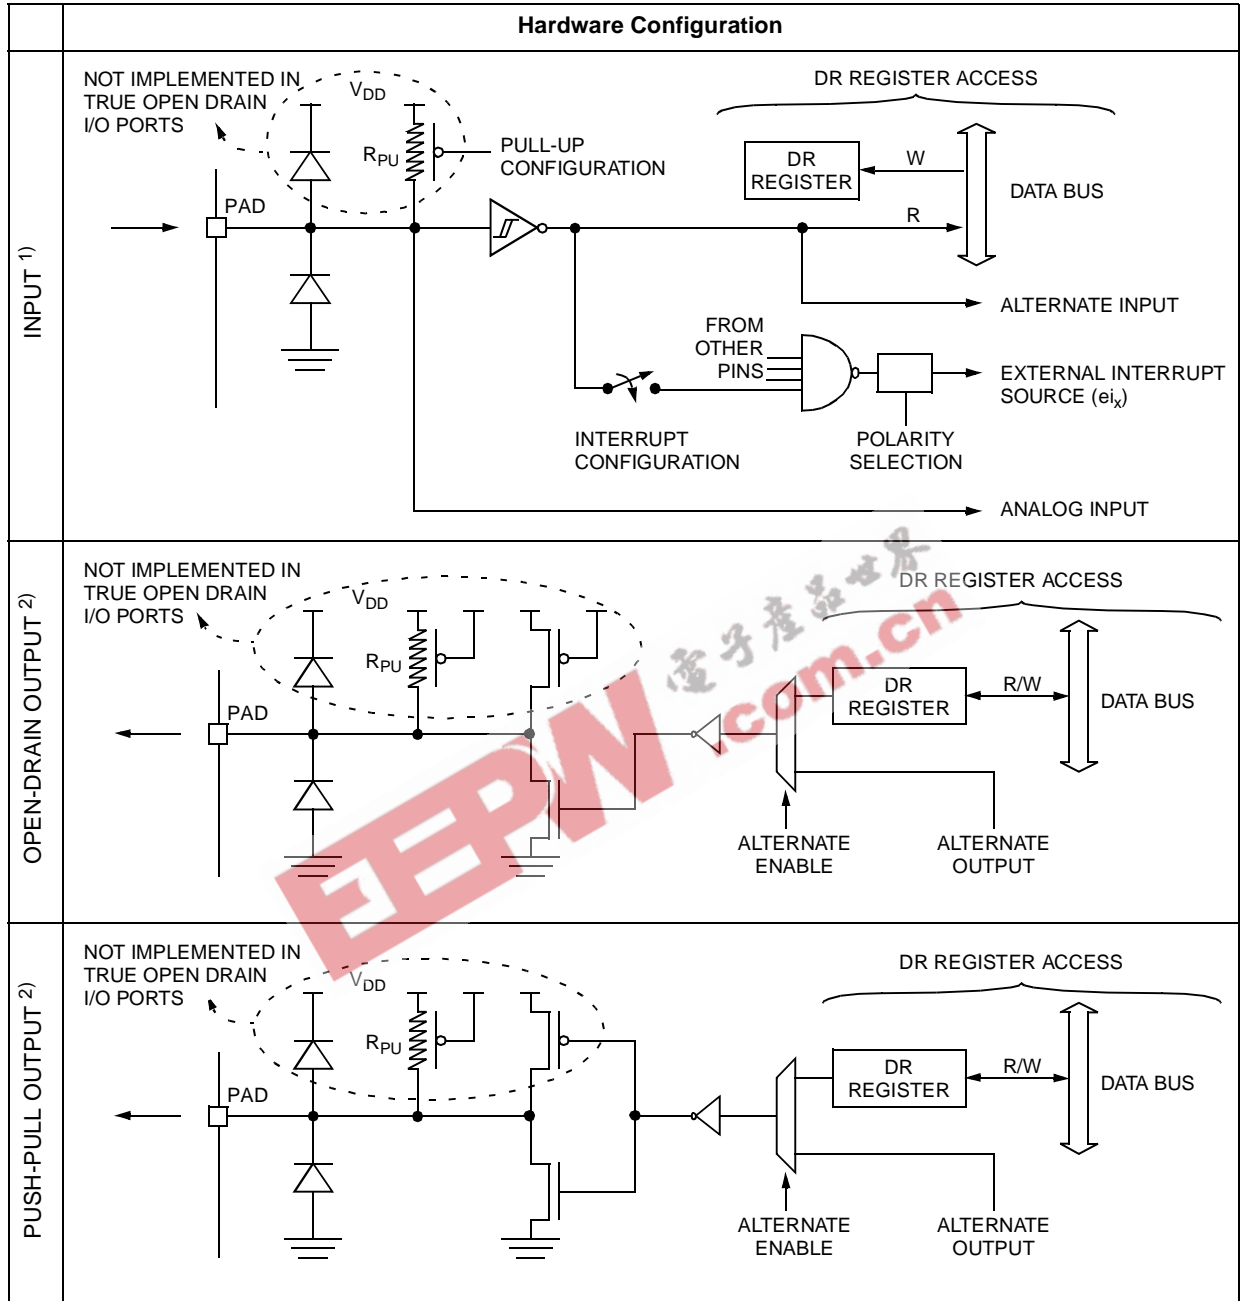 Hardware Configuration
INPUT 1)
NOT IMPLEMENTED IN
TRUE OPEN DRAIN
I/O PORTS
VDD
RPU
PULL-UP
CONFIGURATION
PAD
DR REGISTER ACCESS
DR
REGISTER
W
R
DATA BUS
ALTERNATE INPUT
FROM
OTHER
PINS
EXTERNAL INTERRUPT
SOURCE (eix)
INTERRUPT
CONFIGURATION
POLARITY
SELECTION
ANALOG INPUT
OPEN-DRAIN OUTPUT 2)
NOT IMPLEMENTED IN
TRUE OPEN DRAIN
I/O PORTS
VDD
RPU
PAD
DR REGISTER ACCESS
DR
REGISTER
R/W
DATA BUS
ALTERNATE
ENABLE
ALTERNATE
OUTPUT
EEPW.com.cn
電子產品世界
PUSH-PULL OUTPUT 2)
NOT IMPLEMENTED IN
TRUE OPEN DRAIN
I/O PORTS
VDD
RPU
PAD
DR REGISTER ACCESS
DR
REGISTER
R/W
DATA BUS
ALTERNATE
ENABLE
ALTERNATE
OUTPUT